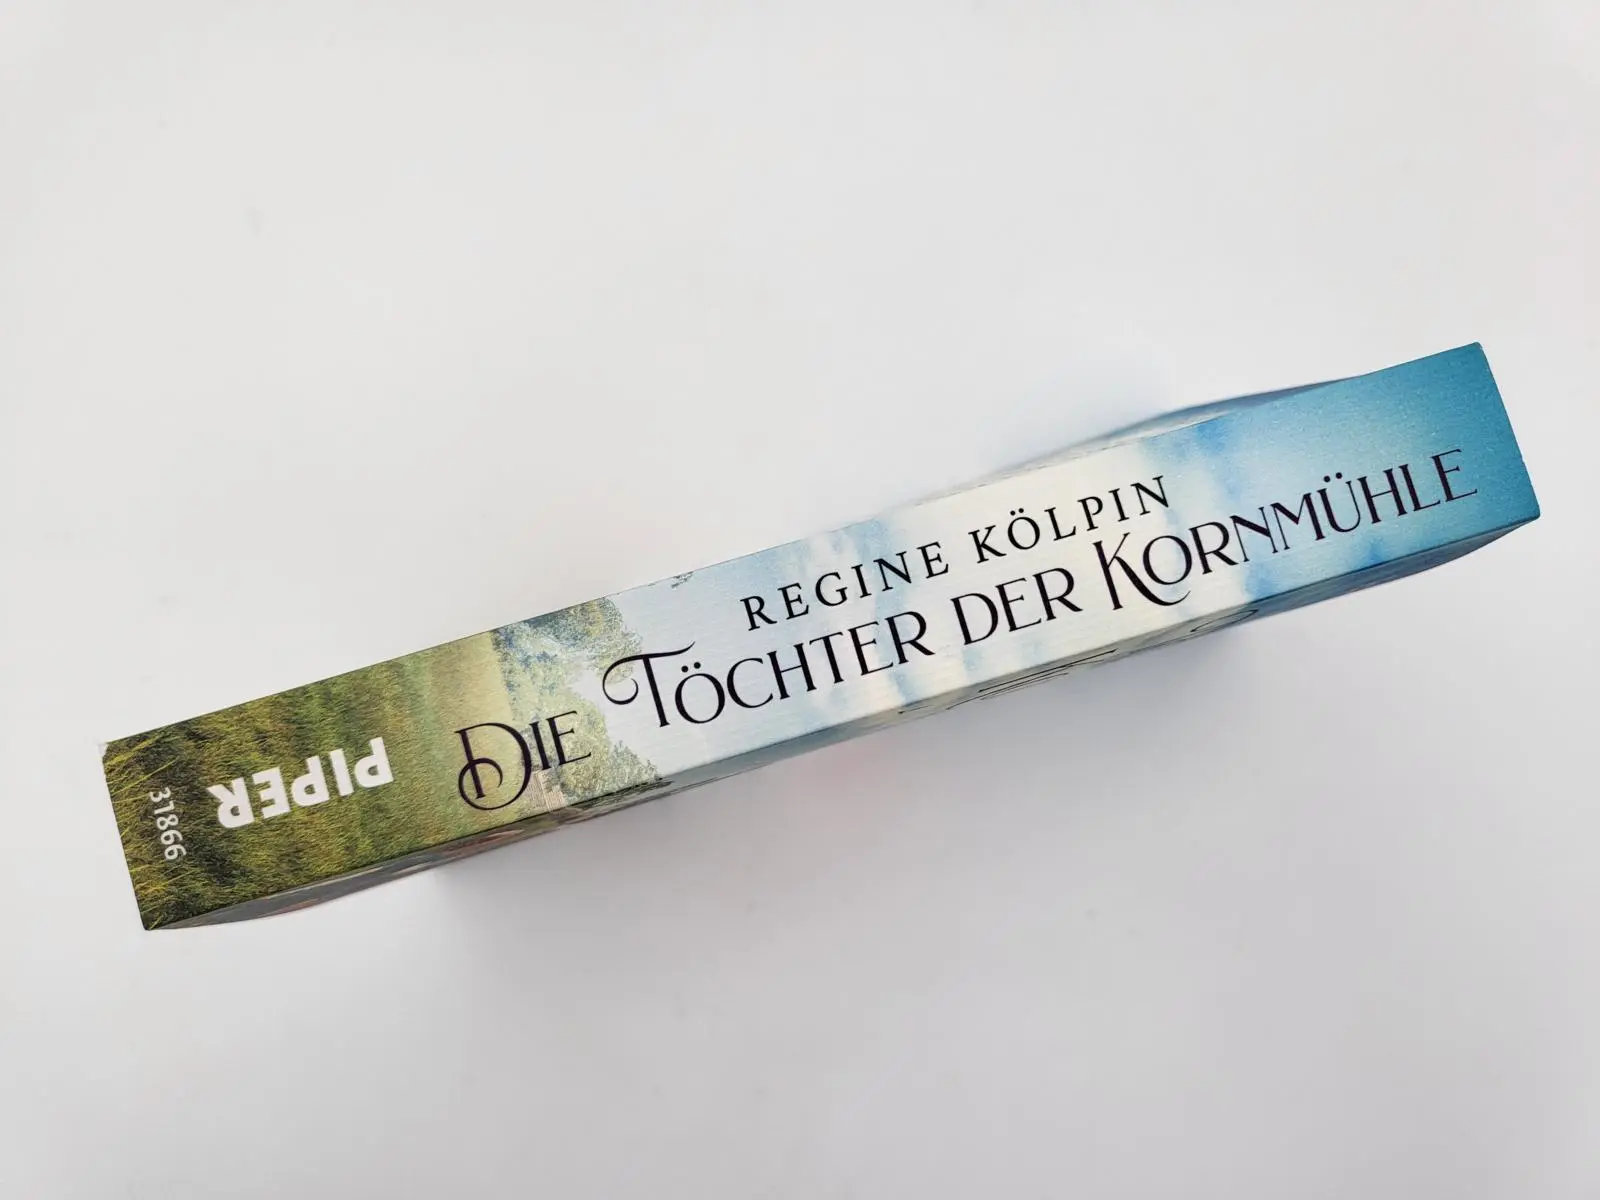 REGINE KÖLPIN
DIE TÖCHTER DER KORNMÜHLE
PIPER
31866